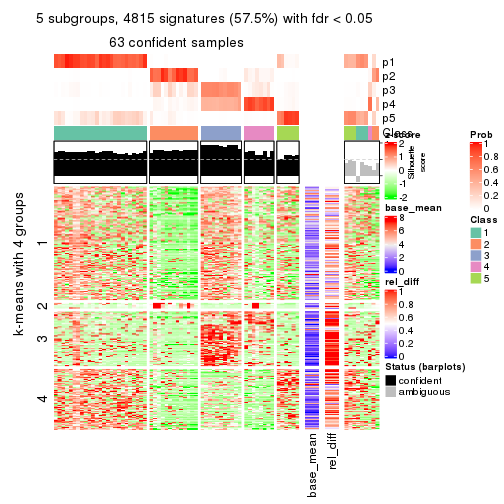 5 subgroups, 4815 signatures (57.5%) with fdr < 0.05
63 confident samples
p1
p2
p3
p4
p5
Class
k-means with 4 groups
1
2
3
4
base_mean
rel_diff
z-score
2
1
0
-1
-2
Silhouette
score
base_mean
8
6
4
2
0
rel_diff
1
0.8
0.6
0.4
0.2
0
Status (barplots)
confident
ambiguous
Prob
1
0.8
0.6
0.4
0.2
0
Class
1
2
3
4
5